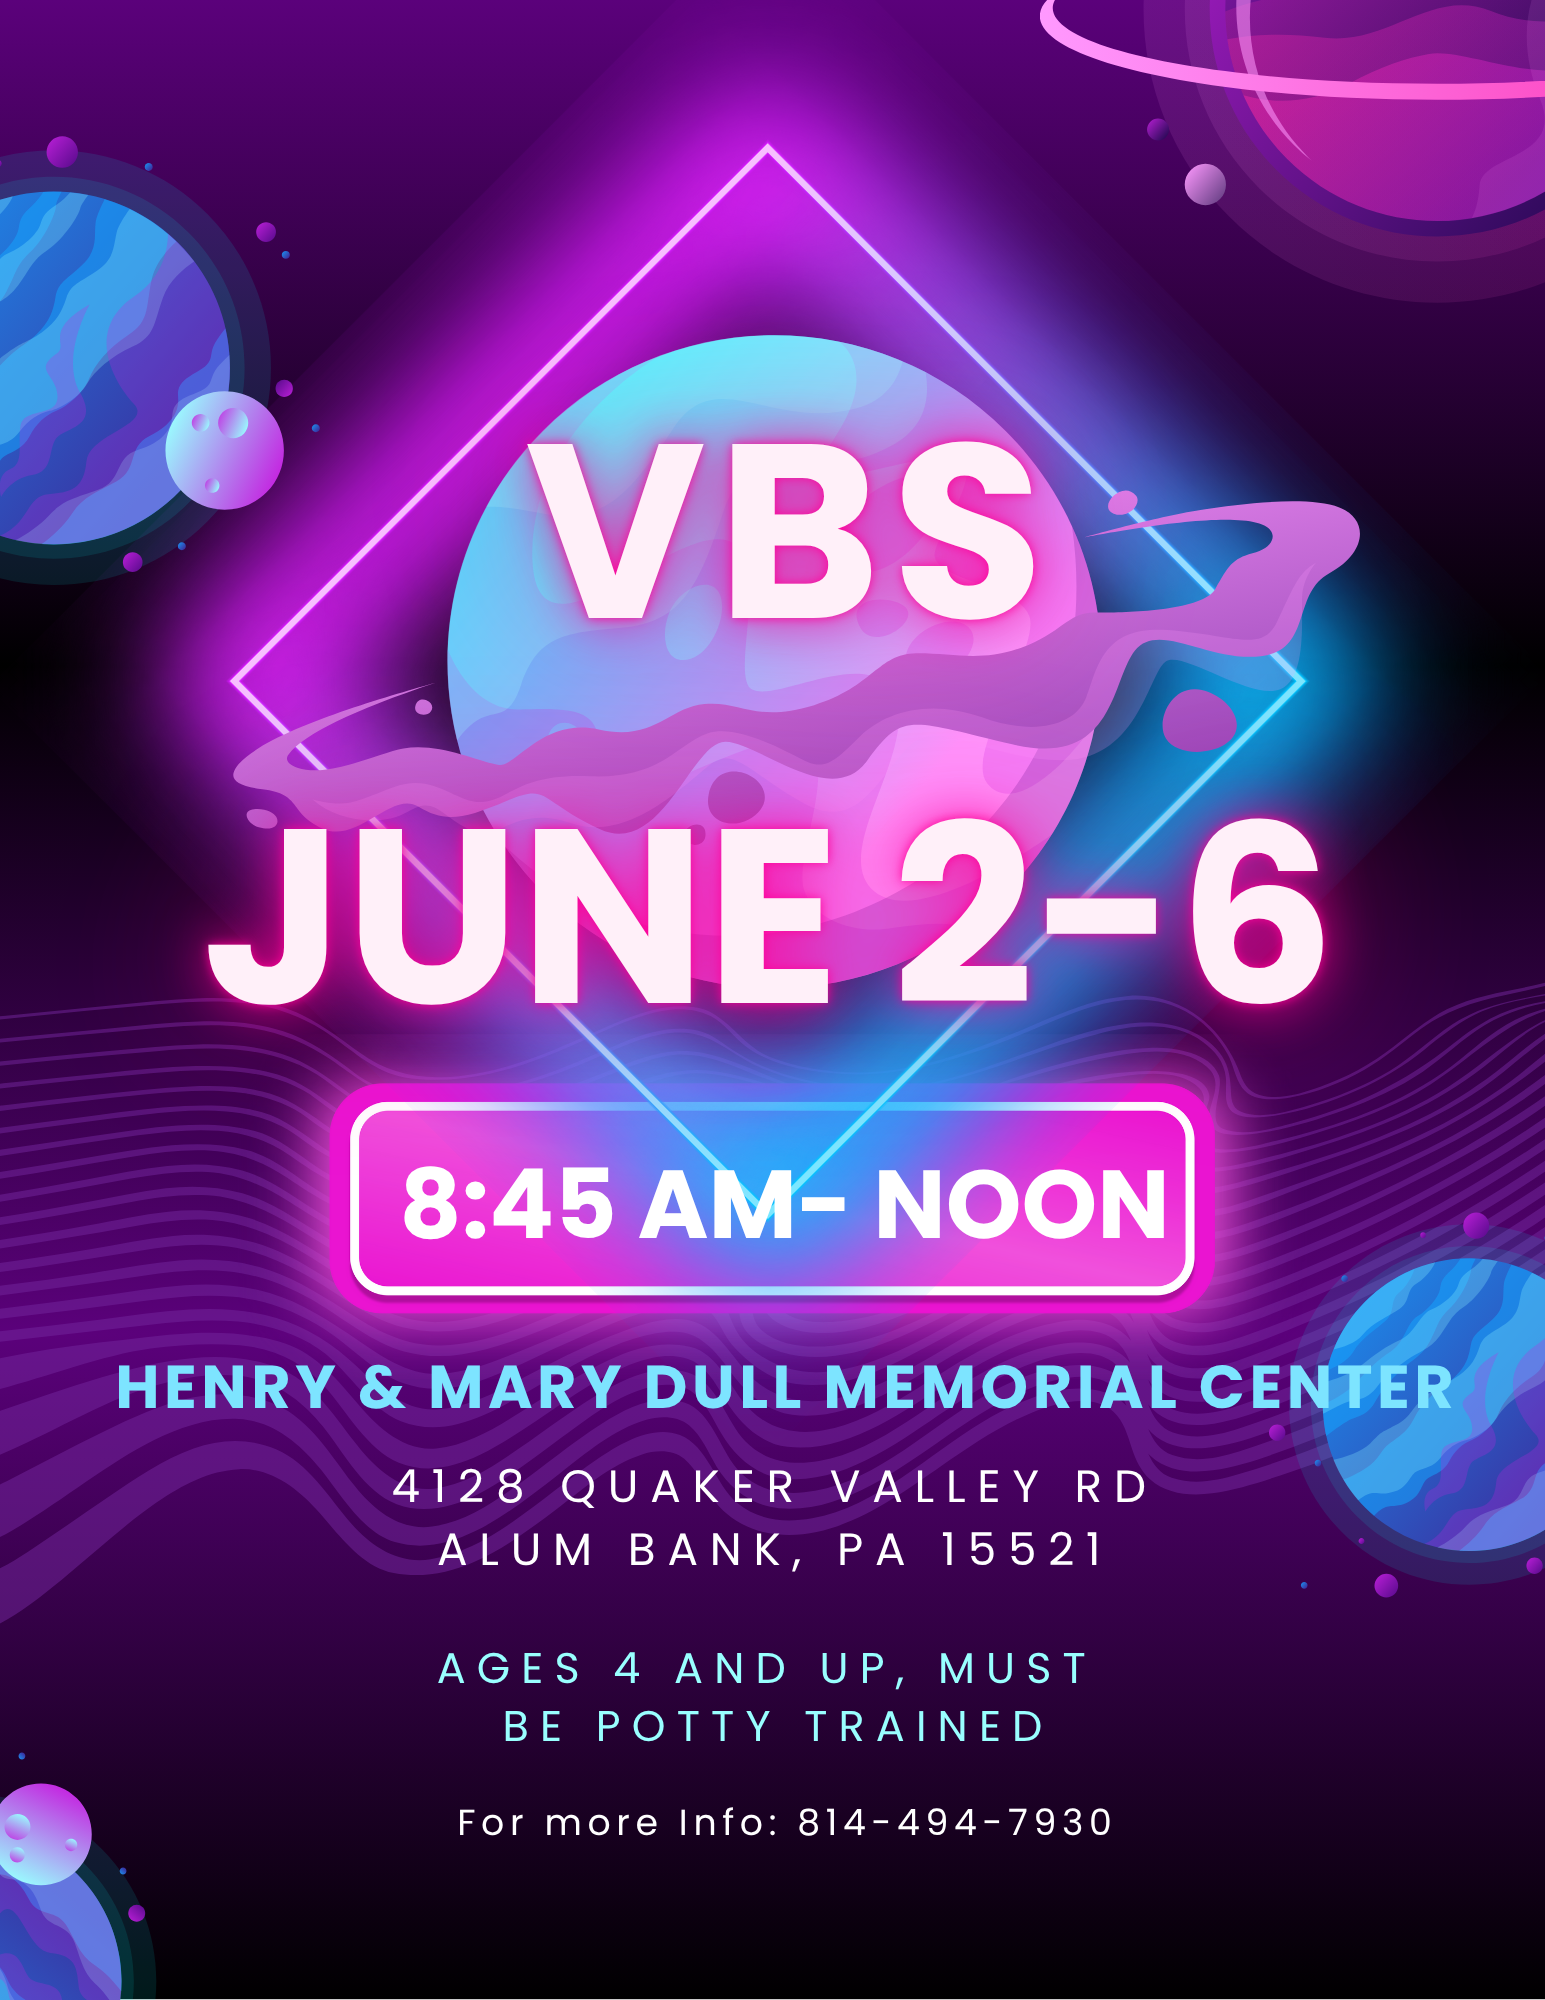 VBS
JUNE 2-6
8:45 AM- NOON
HENRY & MARY DULL MEMORIAL CENTER
4128 QUAKER VALLEY RD
ALUM BANK, PA 15521
AGES 4 AND UP, MUST
BE POTTY TRAINED
For more Info: 814-494-7930